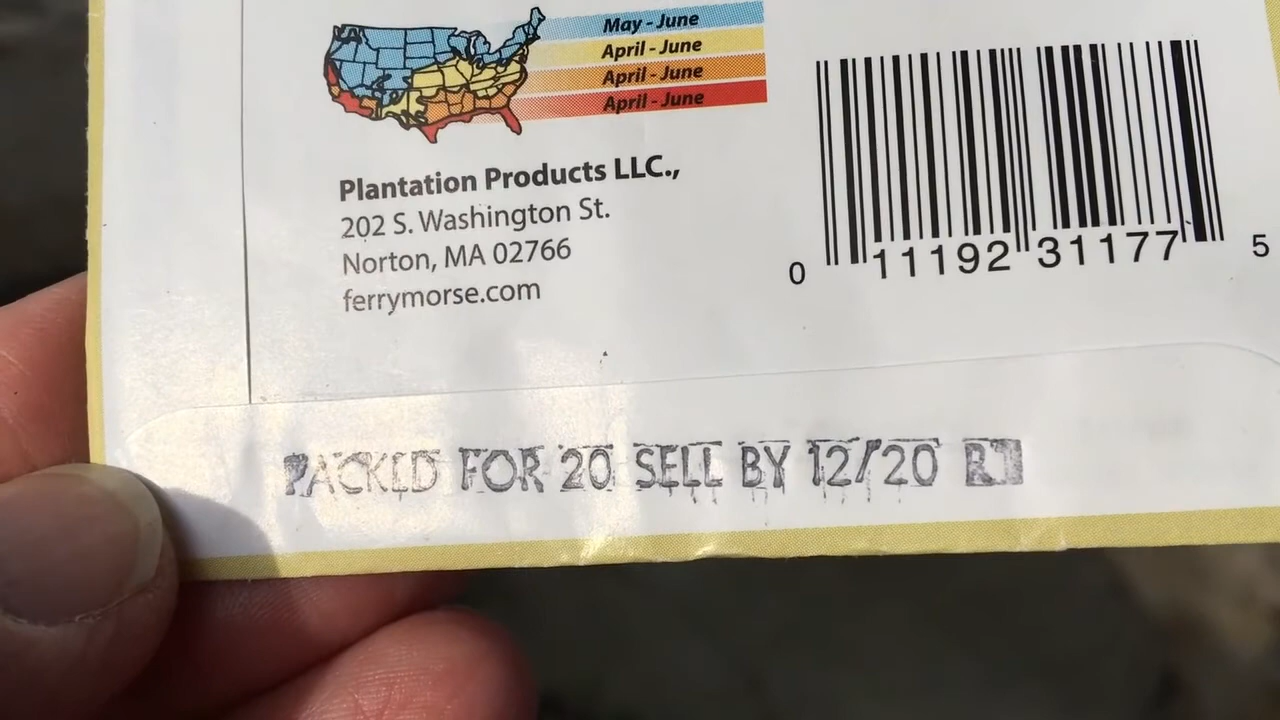 May - June
April - June
April - June
April - June
Plantation Products LLC.,
202 S. Washington St.
Norton, MA 02766
ferrymorse.com
0 11192 31177 5
PACKED FOR 20 SELL BY 12/20